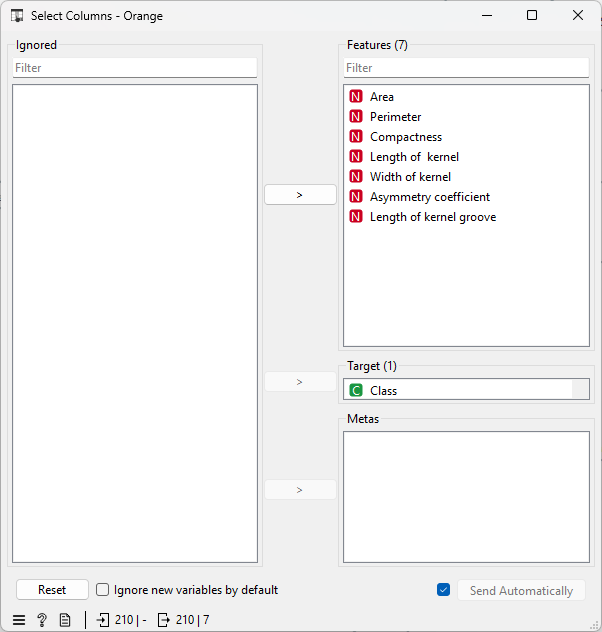 Select Columns - Orange
Ignored
Filter
>
>
>
Features (7)
Filter
N Area
N Perimeter
N Compactness
N Length of  kernel
N Width of kernel
N Asymmetry coefficient
N Length of kernel groove
Target (1)
C Class
Metas
Reset
Ignore new variables by default
Send Automatically
? 210 | - 210 | 7